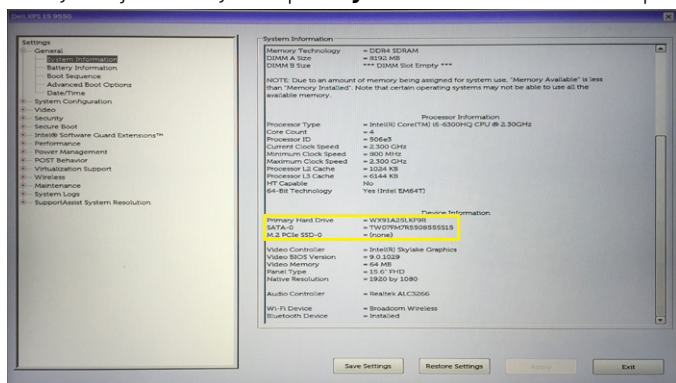 Dell XPS 15 9550
Settings
General
System Information
Battery Information
Boot Sequence
Advanced Boot Options
Date/Time
System Configuration
Video
Security
Secure Boot
Intel® Software Guard Extensions™
Performance
Power Management
POST Behavior
Virtualization Support
Wireless
Maintenance
System Logs
SupportAssist System Resolution
System Information
Memory Technology = DDR4 SDRAM
DIMM A Size = 8192 MB
DIMM B Size *** DIMM Slot Empty ***
NOTE: Due to an amount of memory being assigned for system use, "Memory Available" is less
than "Memory Installed". Note that certain operating systems may not be able to use all the
available memory.
Processor Information
Processor Type = Intel(R) Core(TM) i5-6300HQ CPU @ 2.30GHz
Core Count = 4
Processor ID = 506e3
Current Clock Speed = 2.300 GHz
Minimum Clock Speed = 800 MHz
Maximum Clock Speed = 2.300 GHz
Processor L2 Cache = 1024 KB
Processor L3 Cache = 6144 KB
HT Capable No
64-Bit Technology Yes (Intel EM64T)
Device Information
Primary Hard Drive
SATA-0
M.2 PCIe SSD-0 = (none)
Video Controller = Intel(R) Skylake Graphics
Video BIOS Version = 9.0.1029
Video Memory = 64 MB
Panel Type = 15.6" FHD
Native Resolution = 1920 by 1080
Audio Controller = Realtek ALC3266
Wi-Fi Device = Broadcom Wireless
Bluetooth Device = Installed
Save Settings Restore Settings Apply Exit